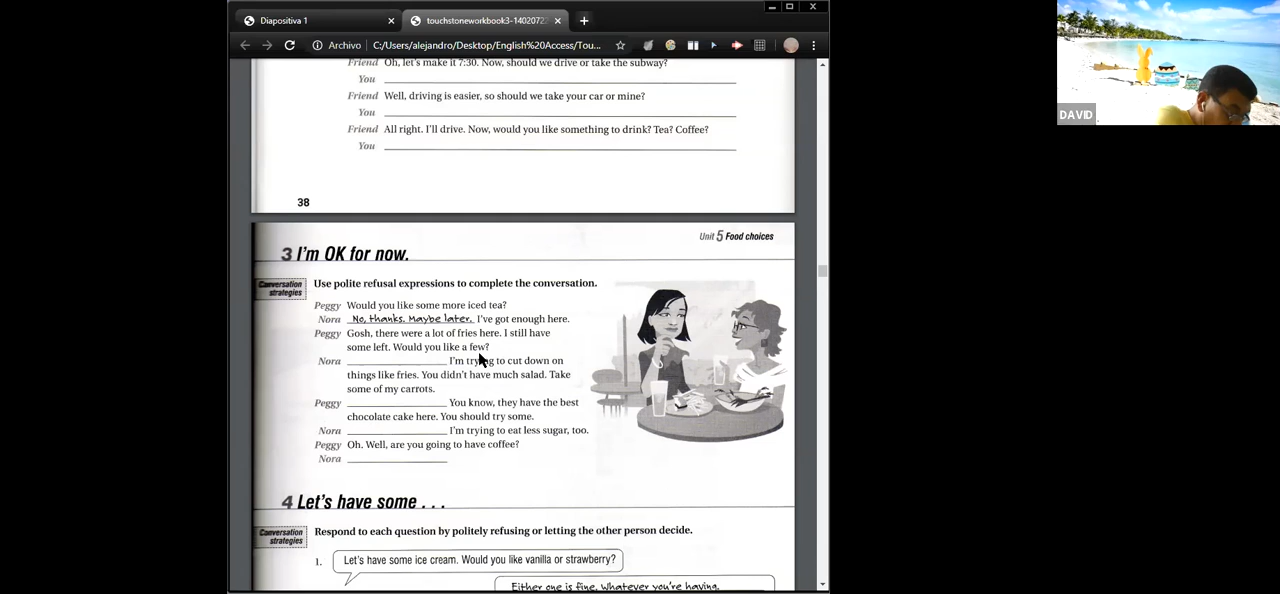 Diapositiva 1
touchstoneworkbook3-1402072
Archivo
C:/Users/alejandro/Desktop/English%20Access/Tou...
DAVID
Friend Oh, let's make it 7:30. Now, should we drive or take the subway?
You
Friend Well, driving is easier, so should we take your car or mine?
You
Friend All right. I'll drive. Now, would you like something to drink? Tea? Coffee?
You
38
Unit 5 Food choices
3 I'm OK for now.
Conversation strategies
Use polite refusal expressions to complete the conversation.
Peggy Would you like some more iced tea?
Nora No, thanks. Maybe later. I've got enough here.
Peggy Gosh, there were a lot of fries here. I still have
some left. Would you like a few?
Nora I'm trying to cut down on
things like fries. You didn't have much salad. Take
some of my carrots.
Peggy You know, they have the best
chocolate cake here. You should try some.
Nora I'm trying to eat less sugar, too.
Peggy Oh. Well, are you going to have coffee?
Nora
4 Let's have some . . .
Conversation strategies
Respond to each question by politely refusing or letting the other person decide.
1. Let's have some ice cream. Would you like vanilla or strawberry?
Either one is fine. Whatever you're having.